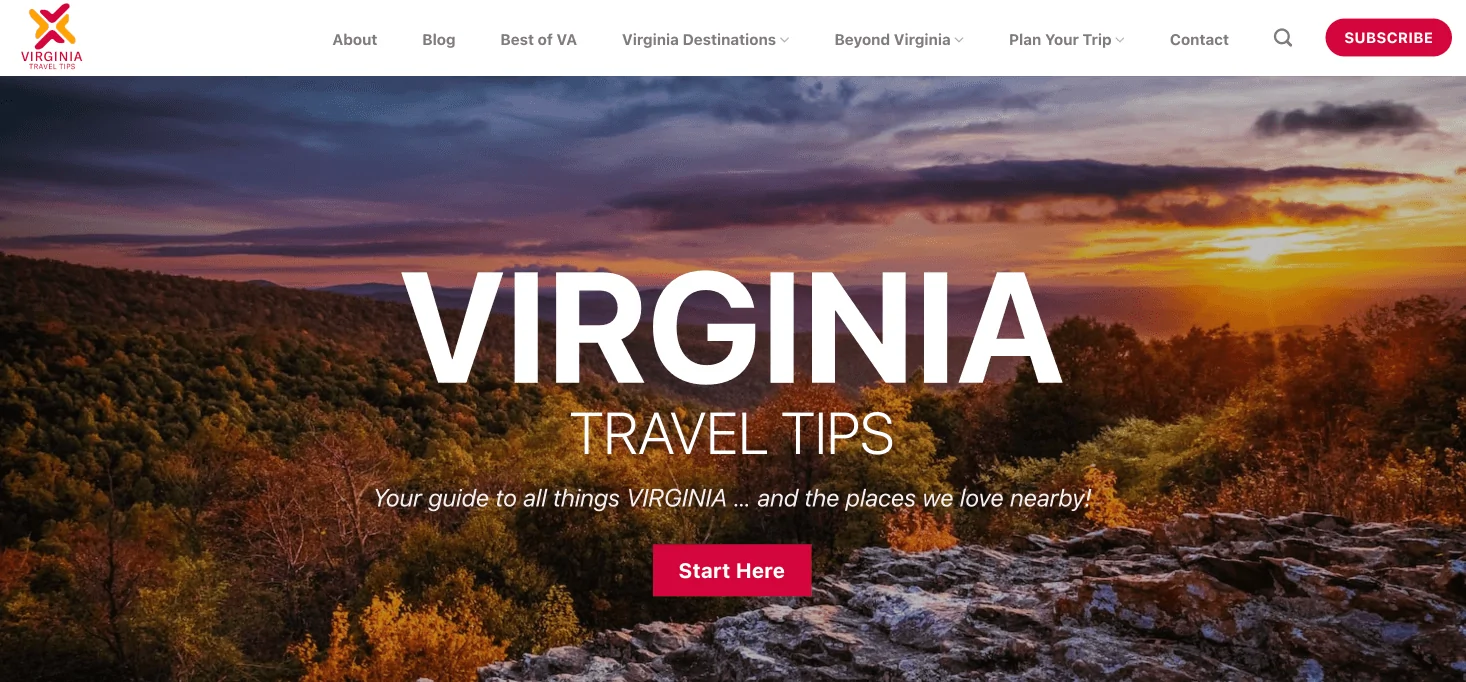 VIRGINIA
TRAVEL TIPS
About Blog Best of VA Virginia Destinations Beyond Virginia Plan Your Trip Contact SUBSCRIBE
VIRGINIA
TRAVEL TIPS
Your guide to all things VIRGINIA ... and the places we love nearby!
Start Here